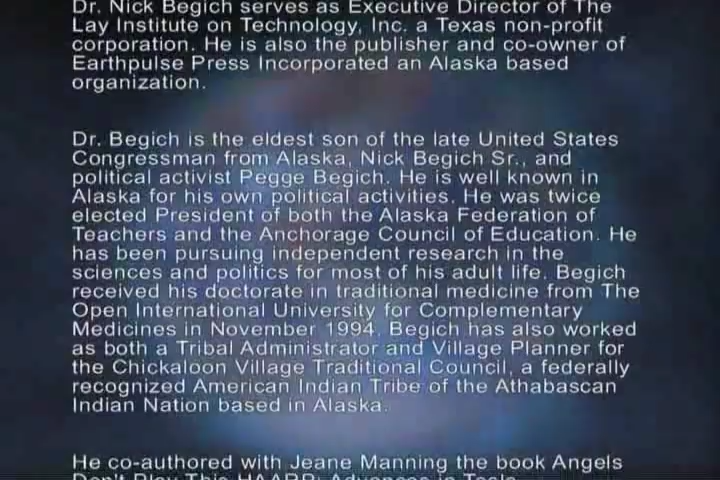 Dr. Nick Begich serves as Executive Director of The
Lay Institute on Technology, Inc. a Texas non-profit
corporation. He is also the publisher and co-owner of
Earthpulse Press Incorporated an Alaska based
organization.
Dr. Begich is the eldest son of the late United States
Congressman from Alaska, Nick Begich Sr., and
political activist Pegge Begich. He is well known in
Alaska for his own political activities. He was twice
elected President of both the Alaska Federation of
Teachers and the Anchorage Council of Education. He
has been pursuing independent research in the
sciences and politics for most of his adult life. Begich
received his doctorate in traditional medicine from The
Open International University for Complementary
Medicines in November 1994. Begich has also worked
as both a Tribal Administrator and Village Planner for
the Chickaloon Village Traditional Council, a federally
recognized American Indian Tribe of the Athabascan
Indian Nation based in Alaska.
He co-authored with Jeane Manning the book Angels
Don't Play This HAARP: Advances in Tesla